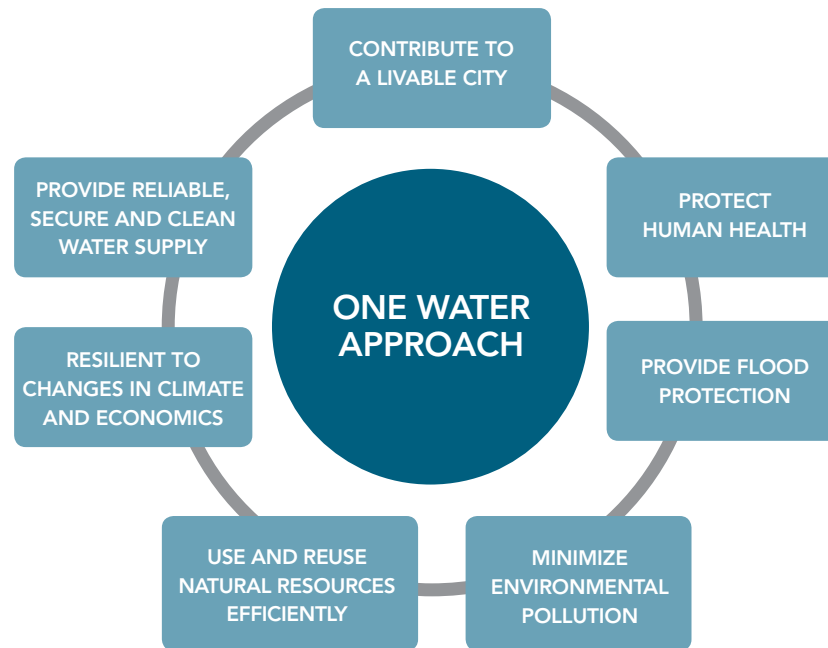 CONTRIBUTE TO
A LIVABLE CITY
PROTECT
HUMAN HEALTH
PROVIDE FLOOD
PROTECTION
MINIMIZE
ENVIRONMENTAL
POLLUTION
USE AND REUSE
NATURAL RESOURCES
EFFICIENTLY
RESILIENT TO
CHANGES IN CLIMATE
AND ECONOMICS
PROVIDE RELIABLE,
SECURE AND CLEAN
WATER SUPPLY
ONE WATER
APPROACH